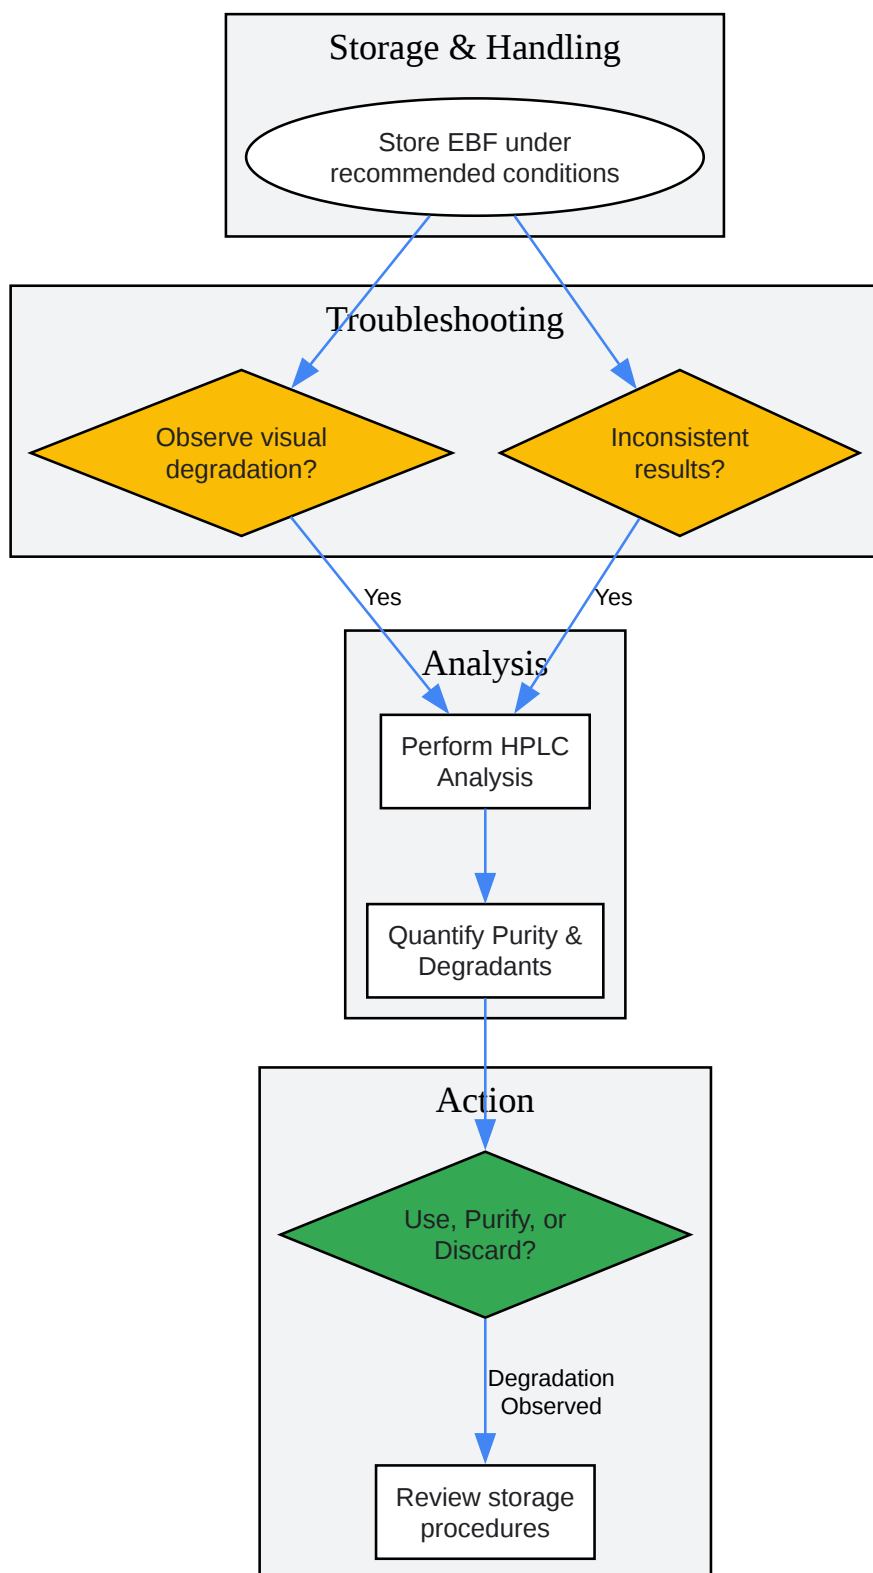 Storage & Handling
Store EBF under
recommended conditions
Troubleshooting
Observe visual
degradation?
Inconsistent
results?
Yes
Yes
Analysis
Perform HPLC
Analysis
Quantify Purity &
Degradants
Action
Use, Purify, or
Discard?
Degradation
Observed
Review storage
procedures